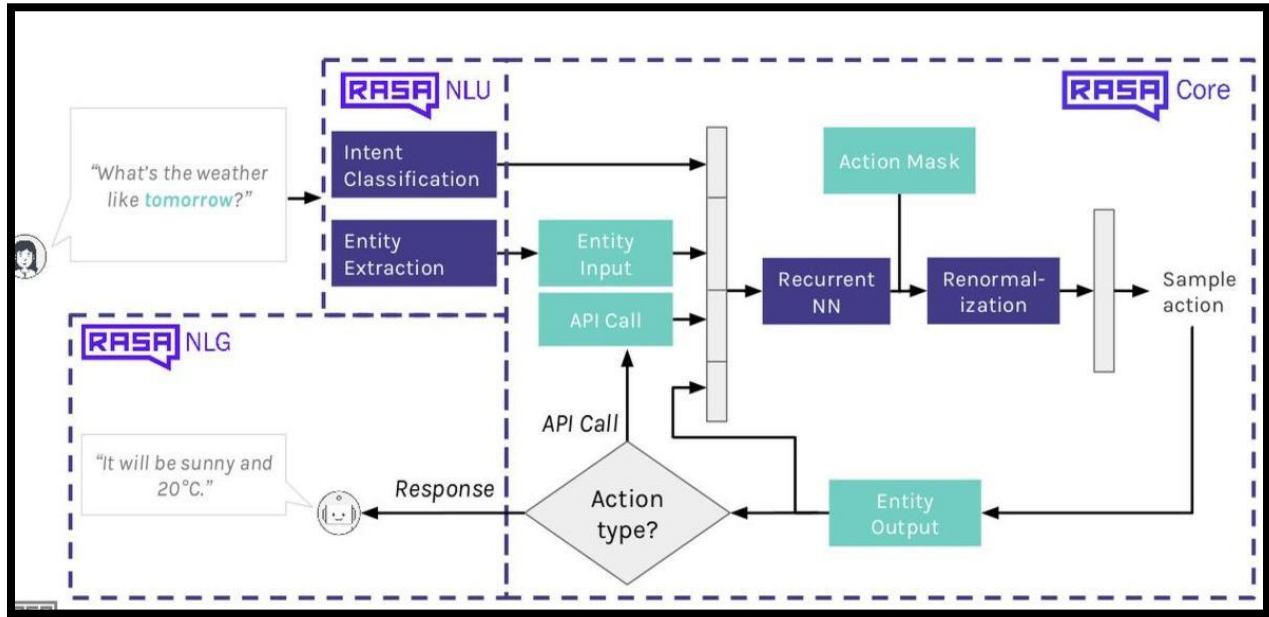 RASA NLU
RASA Core
“What’s the weather
like tomorrow?”
Intent
Classification
Action Mask
Entity
Extraction
Entity
Input
Recurrent
NN
Renormal-
ization
Sample
action
API Call
RASA NLG
API Call
“It will be sunny and
20°C.”
Response
Action
type?
Entity
Output